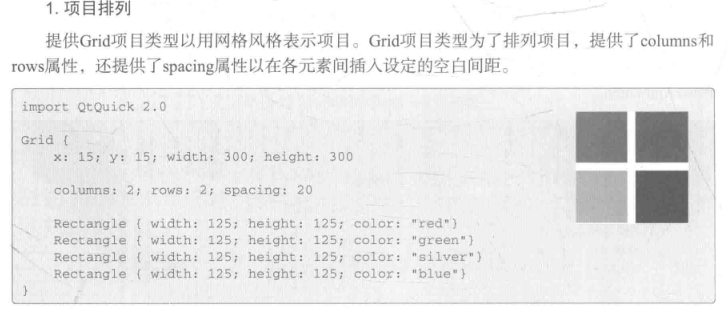 1. 项目排列
提供Grid项目类型以用网格风格表示项目。Grid项目类型为了排列项目，提供了columns和
rows属性，还提供了spacing属性以在各元素间插入设定的空白间距。
import QtQuick 2.0
Grid {
x: 15; y: 15; width: 300; height: 300
columns: 2; rows: 2; spacing: 20
Rectangle { width: 125; height: 125; color: "red"}
Rectangle { width: 125; height: 125; color: "green"}
Rectangle { width: 125; height: 125; color: "silver"}
Rectangle { width: 125; height: 125; color: "blue"}
}